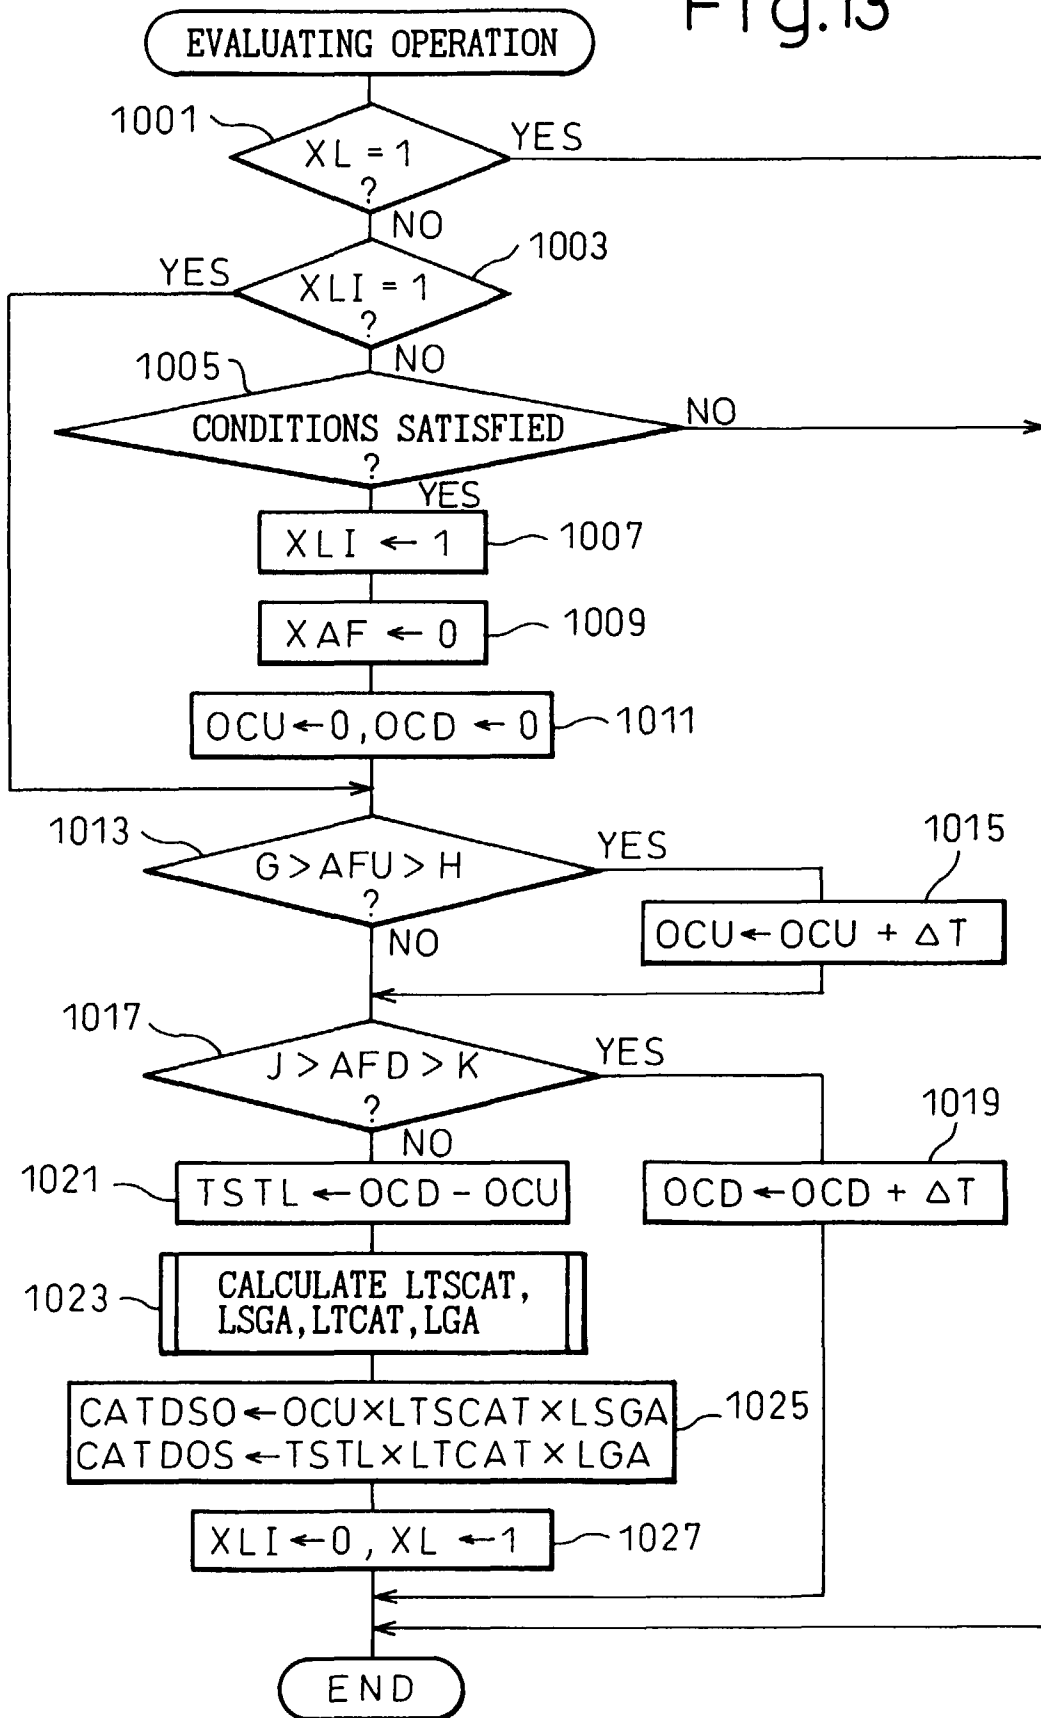 Fig.13
EVALUATING OPERATION
1001
XL = 1
?
YES
NO
1003
YES
XLI = 1
?
NO
1005
CONDITIONS SATISFIED
?
NO
YES
XLI ← 1
1007
XAF ← 0
1009
OCU←0, OCD ← 0
1011
1013
G > AFU > H
?
YES
NO
1015
OCU←OCU + ΔT
1017
J > AFD > K
?
YES
NO
1019
OCD←OCD + ΔT
1021
TSTL ←OCD – OCU
1023
CALCULATE LTSCAT,
LSGA, LTCAT, LGA
CATDSO←OCU×LTSCAT×LSGA
CATDOS←TSTL×LTCAT×LGA
1025
XLI←0, XL ←1
1027
END